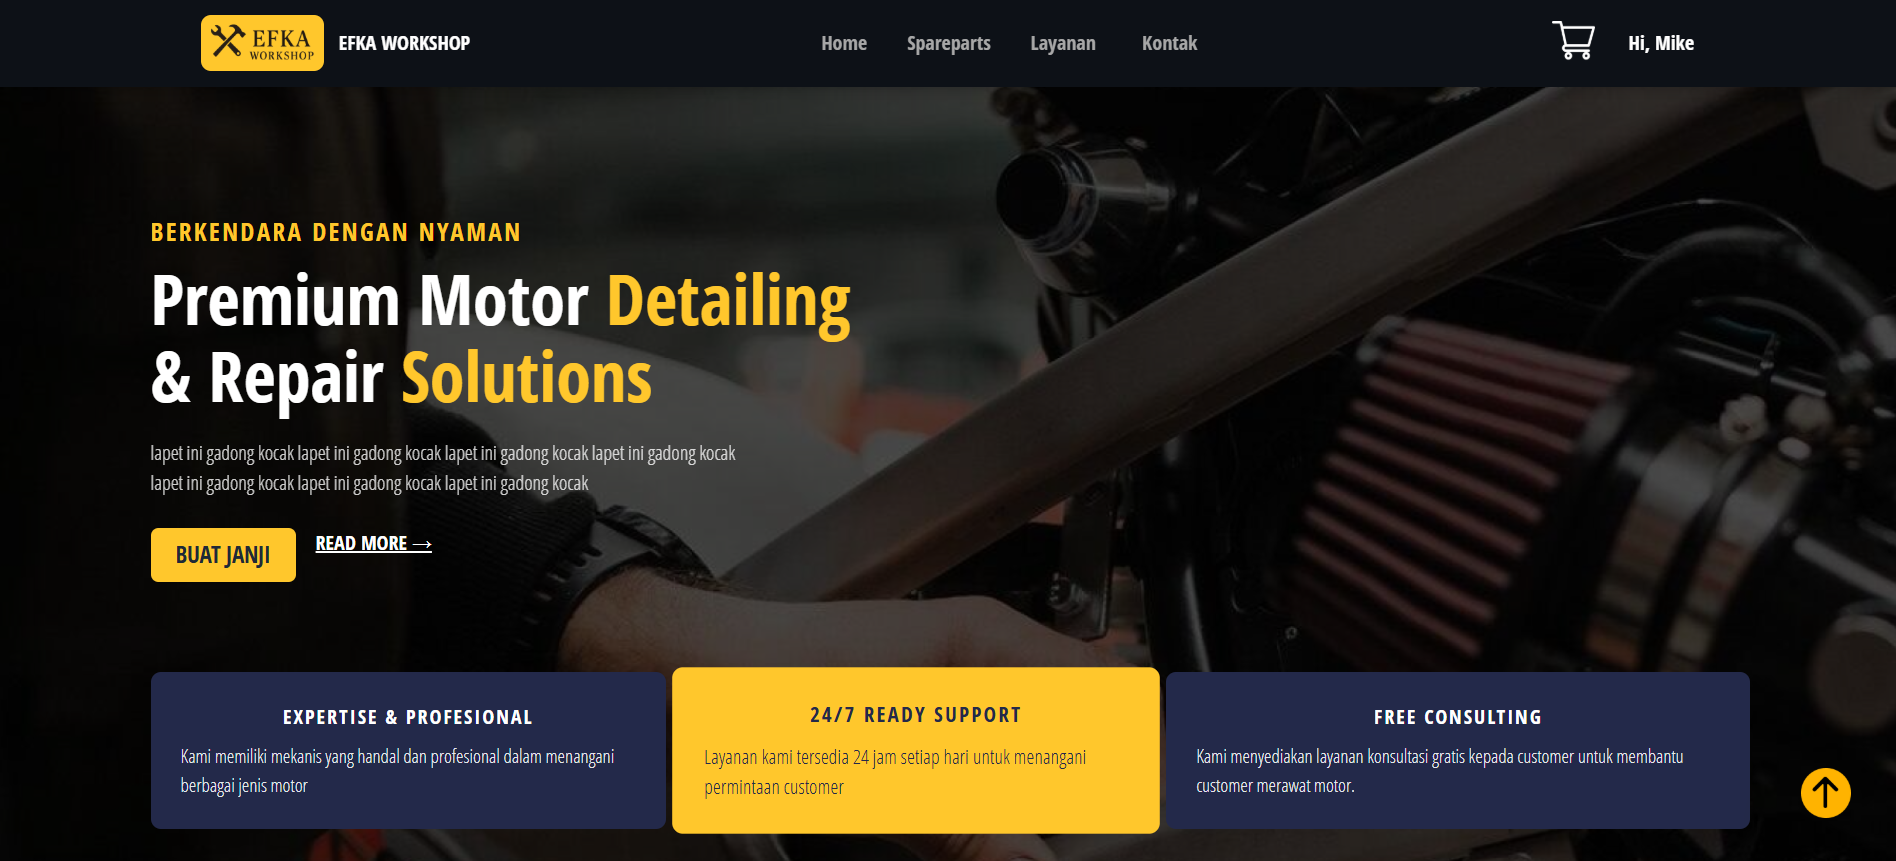 EFKA
WORKSHOP
EFKA WORKSHOP
Home
Spareparts
Layanan
Kontak
Hi, Mike
BERKENDARA DENGAN NYAMAN
Premium Motor Detailing
& Repair Solutions
lapet ini gadong kocak lapet ini gadong kocak lapet ini gadong kocak lapet ini gadong kocak
lapet ini gadong kocak lapet ini gadong kocak lapet ini gadong kocak
BUAT JANJI
READ MORE →
EXPERTISE & PROFESIONAL
Kami memiliki mekanis yang handal dan profesional dalam menangani
berbagai jenis motor
24/7 READY SUPPORT
Layanan kami tersedia 24 jam setiap hari untuk menangani
permintaan customer
FREE CONSULTING
Kami menyediakan layanan konsultasi gratis kepada customer untuk membantu
customer merawat motor.